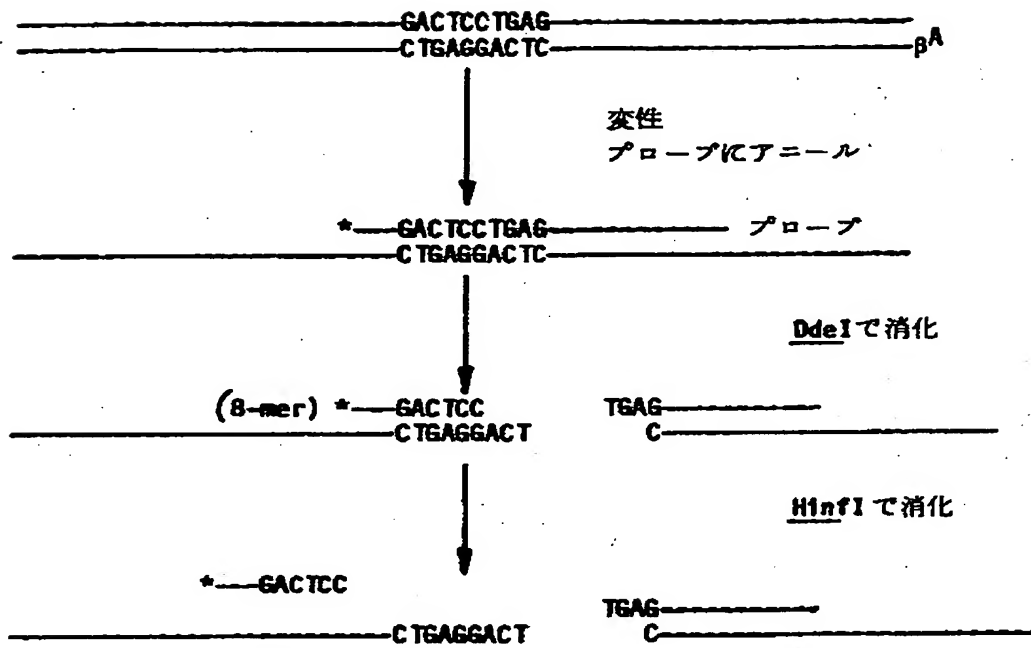 GACTCCTGAG
CTGAGGACTC βA
変性
プローブにアニール
*GACTCCTGAG プローブ
CTGAGGACTC
DdeIで消化
(8-mer) *GACTCC TGAG
CTGAGGACT C
HinfIで消化
*GACTCC
TGAG
CTGAGGACT C